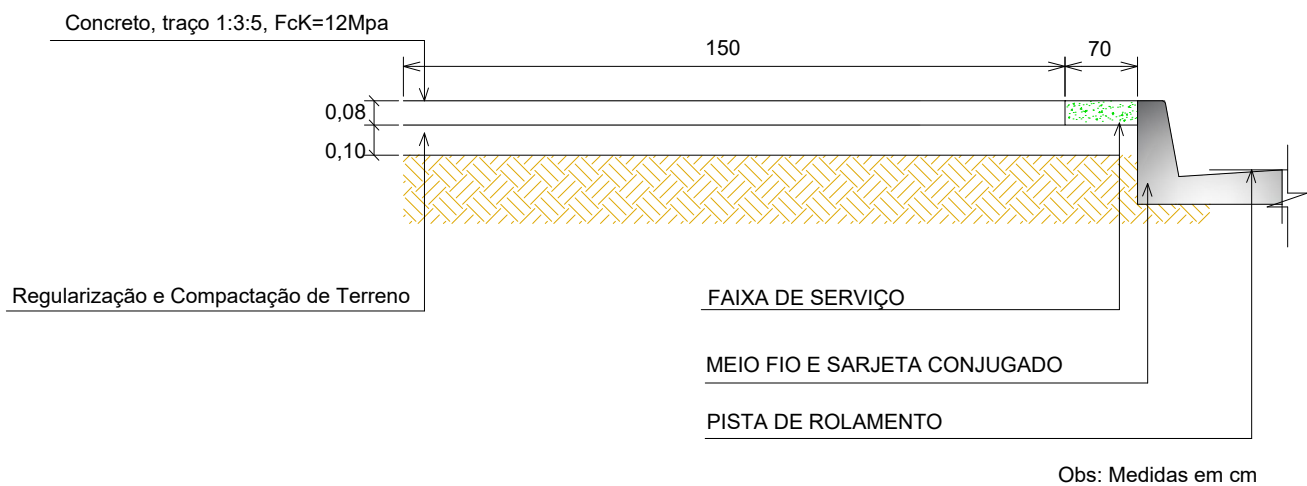 Concreto, traço 1:3:5, FcK=12Mpa
150
70
0,08
0,10
Regularização e Compactação de Terreno
FAIXA DE SERVIÇO
MEIO FIO E SARJETA CONJUGADO
PISTA DE ROLAMENTO
Obs: Medidas em cm